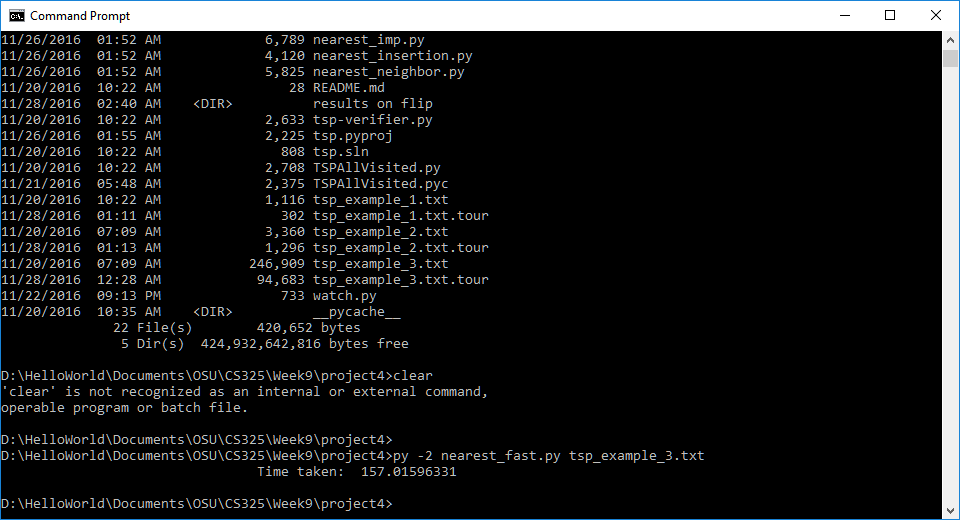 Command Prompt
11/26/2016  01:52 AM             6,789 nearest_imp.py
11/26/2016  01:52 AM             4,120 nearest_insertion.py
11/26/2016  01:52 AM             5,825 nearest_neighbor.py
11/20/2016  10:22 AM                28 README.md
11/28/2016  02:40 AM    <DIR>          results on flip
11/20/2016  10:22 AM             2,633 tsp-verifier.py
11/26/2016  01:55 AM             2,225 tsp.pyproj
11/20/2016  10:22 AM               808 tsp.sln
11/20/2016  10:22 AM             2,708 TSPAllVisited.py
11/21/2016  05:48 AM             2,375 TSPAllVisited.pyc
11/20/2016  10:22 AM             1,116 tsp_example_1.txt
11/28/2016  01:11 AM               302 tsp_example_1.txt.tour
11/20/2016  07:09 AM             3,360 tsp_example_2.txt
11/28/2016  01:13 AM             1,296 tsp_example_2.txt.tour
11/20/2016  07:09 AM           246,909 tsp_example_3.txt
11/28/2016  12:28 AM            94,683 tsp_example_3.txt.tour
11/22/2016  09:13 PM               733 watch.py
11/20/2016  10:35 AM    <DIR>          __pycache__
              22 File(s)        420,652 bytes
               5 Dir(s)  424,932,642,816 bytes free

D:\HelloWorld\Documents\OSU\CS325\Week9\project4>clear
'clear' is not recognized as an internal or external command,
operable program or batch file.

D:\HelloWorld\Documents\OSU\CS325\Week9\project4>
D:\HelloWorld\Documents\OSU\CS325\Week9\project4>py -2 nearest_fast.py tsp_example_3.txt
                                Time taken:  157.01596331

D:\HelloWorld\Documents\OSU\CS325\Week9\project4>